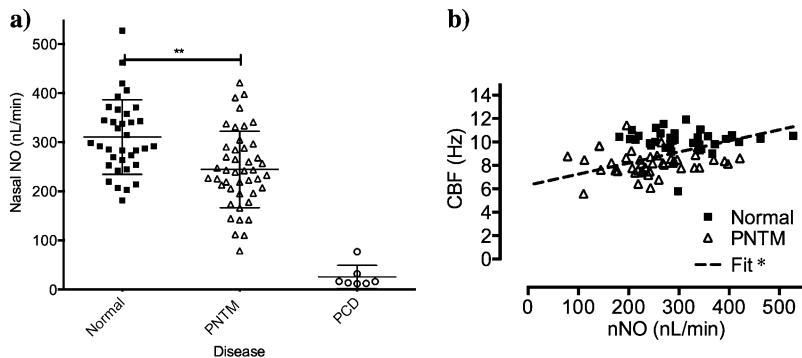 a)
**
Nasal NO (nL/min)
500
400
300
200
100
0
Normal
PNTM
PCD
Disease
b)
CBF (Hz)
14
12
10
8
6
4
2
0
Normal
PNTM
Fit *
0 100 200 300 400 500
nNO (nL/min)